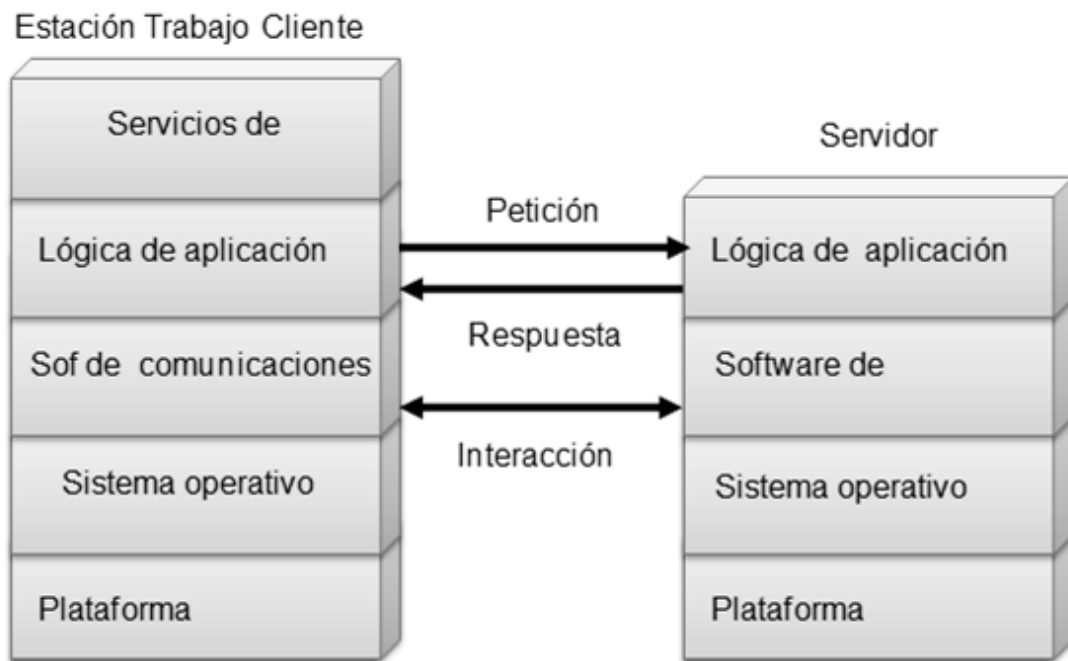 Estación Trabajo Cliente
Servicios de
Lógica de aplicación
Sof de comunicaciones
Sistema operativo
Plataforma
Petición
Respuesta
Interacción
Servidor
Lógica de aplicación
Software de
Sistema operativo
Plataforma